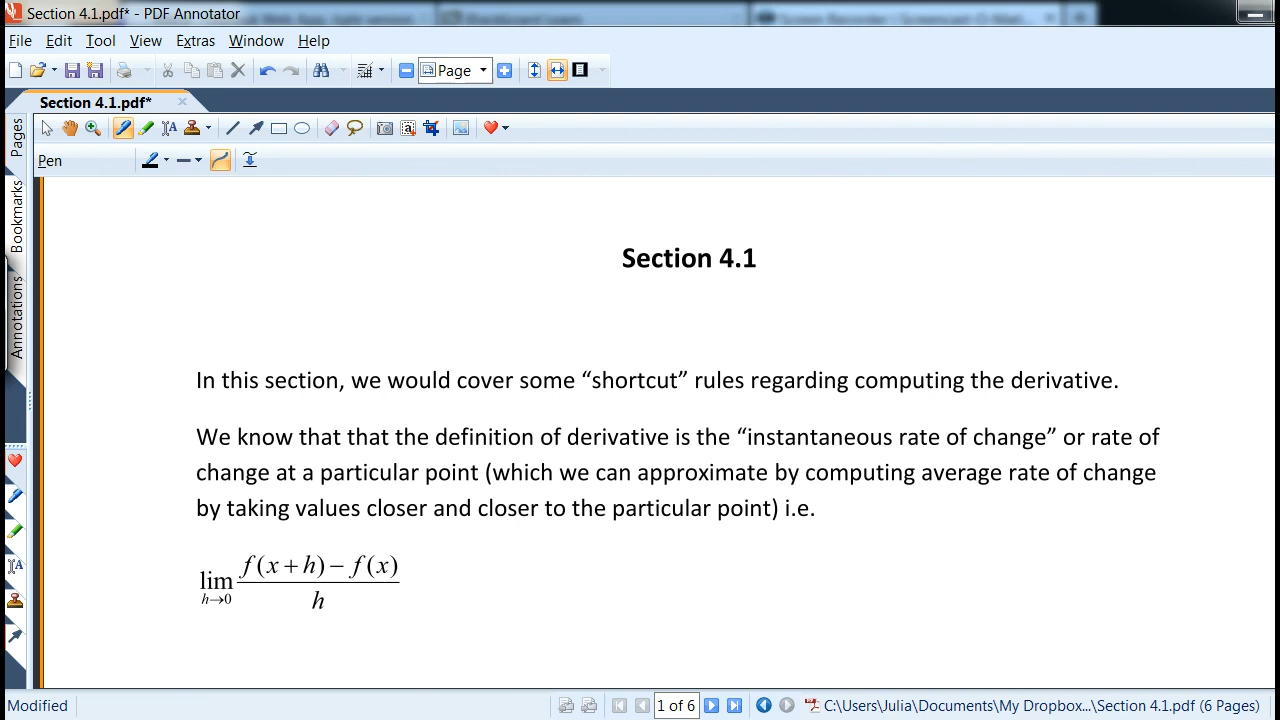 Section 4.1.pdf* - PDF Annotator
File Edit Tool View Extras Window Help
Page
Section 4.1.pdf*
Pen
Pages
Bookmarks
Annotations
Section 4.1
In this section, we would cover some “shortcut” rules regarding computing the derivative.
We know that that the definition of derivative is the “instantaneous rate of change” or rate of
change at a particular point (which we can approximate by computing average rate of change
by taking values closer and closer to the particular point) i.e.
lim h→0 f(x+h)−f(x) / h
Modified 1 of 6 C:\Users\Julia\Documents\My Dropbox...\Section 4.1.pdf (6 Pages)